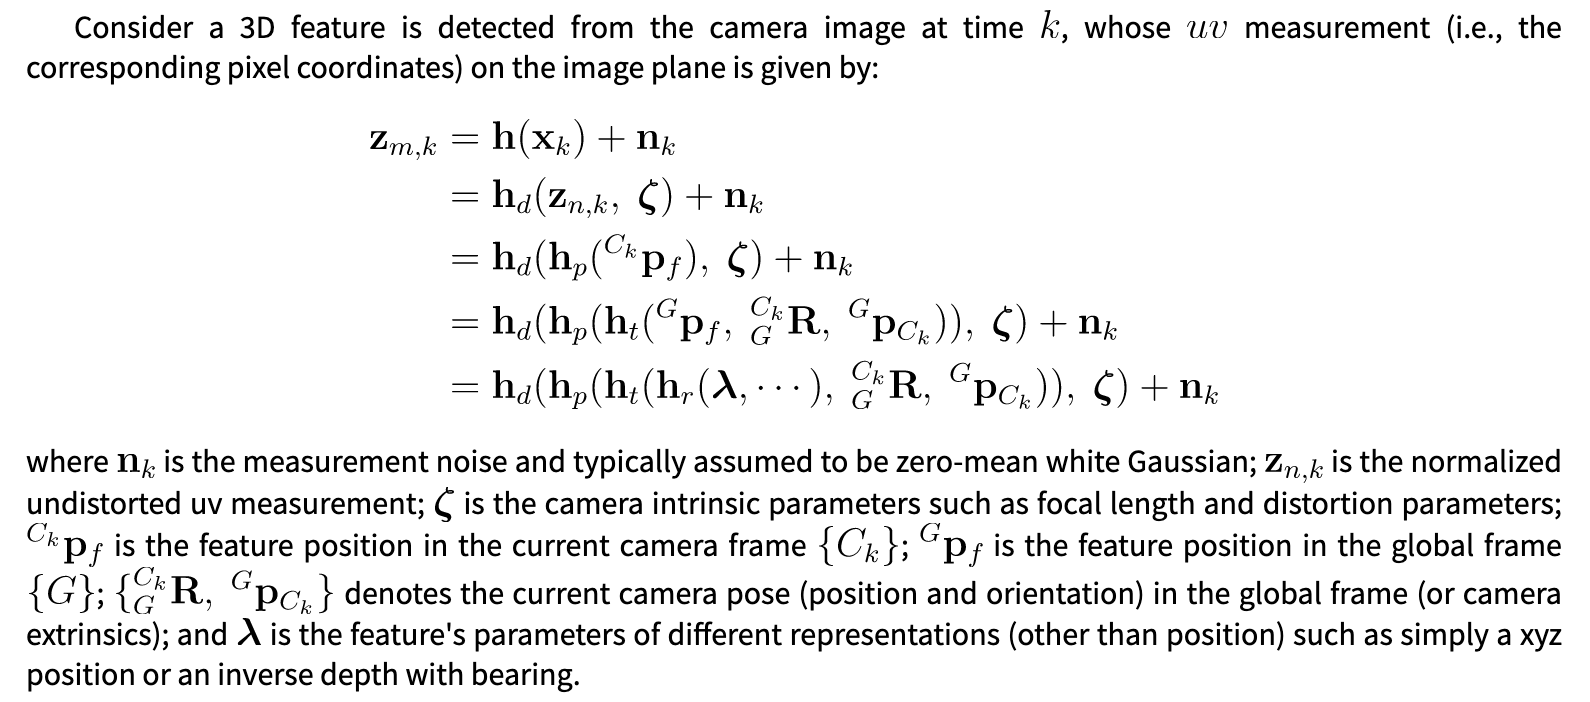 Consider a 3D feature is detected from the camera image at time $k$, whose $uv$ measurement (i.e., the
corresponding pixel coordinates) on the image plane is given by:
$\mathbf{z}_{m,k} = \mathbf{h}(\mathbf{x}_k) + \mathbf{n}_k$
$= \mathbf{h}_d(\mathbf{z}_{n,k}, \boldsymbol{\zeta}) + \mathbf{n}_k$
$= \mathbf{h}_d(\mathbf{h}_p({}^{C_k}\mathbf{p}_f), \boldsymbol{\zeta}) + \mathbf{n}_k$
$= \mathbf{h}_d(\mathbf{h}_p(\mathbf{h}_t({}^{G}\mathbf{p}_f, {}^{C_k}_{G}\mathbf{R}, {}^{G}\mathbf{p}_{C_k})), \boldsymbol{\zeta}) + \mathbf{n}_k$
$= \mathbf{h}_d(\mathbf{h}_p(\mathbf{h}_t(\mathbf{h}_r(\boldsymbol{\lambda}, \cdots), {}^{C_k}_{G}\mathbf{R}, {}^{G}\mathbf{p}_{C_k})), \boldsymbol{\zeta}) + \mathbf{n}_k$
where $\mathbf{n}_k$ is the measurement noise and typically assumed to be zero-mean white Gaussian; $\mathbf{z}_{n,k}$ is the normalized
undistorted uv measurement; $\boldsymbol{\zeta}$ is the camera intrinsic parameters such as focal length and distortion parameters;
${}^{C_k}\mathbf{p}_f$ is the feature position in the current camera frame $\{C_k\}$; ${}^{G}\mathbf{p}_f$ is the feature position in the global frame
$\{G\}$; $\{{}^{C_k}_{G}\mathbf{R}, {}^{G}\mathbf{p}_{C_k}\}$ denotes the current camera pose (position and orientation) in the global frame (or camera
extrinsics); and $\boldsymbol{\lambda}$ is the feature's parameters of different representations (other than position) such as simply a xyz
position or an inverse depth with bearing.